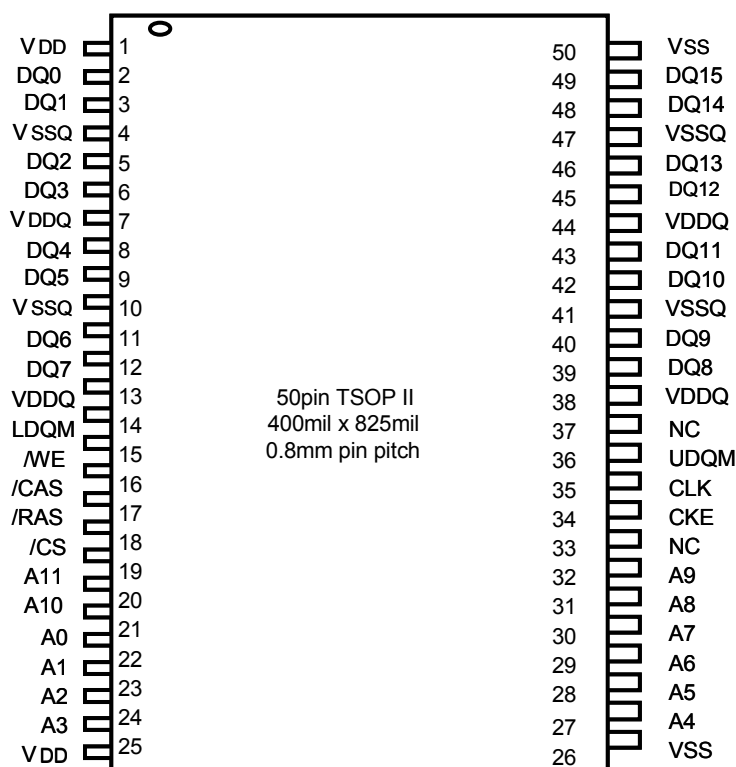 VDD 1 50 VSS
DQ0 2 49 DQ15
DQ1 3 48 DQ14
VSSQ 4 47 VSSQ
DQ2 5 46 DQ13
DQ3 6 45 DQ12
VDDQ 7 44 VDDQ
DQ4 8 43 DQ11
DQ5 9 42 DQ10
VSSQ 10 41 VSSQ
DQ6 11 40 DQ9
DQ7 12 39 DQ8
VDDQ 13 50pin TSOP II 38 VDDQ
LDQM 14 400mil x 825mil 37 NC
/WE 15 0.8mm pin pitch 36 UDQM
/CAS 16 35 CLK
/RAS 17 34 CKE
/CS 18 33 NC
A11 19 32 A9
A10 20 31 A8
A0 21 30 A7
A1 22 29 A6
A2 23 28 A5
A3 24 27 A4
VDD 25 26 VSS